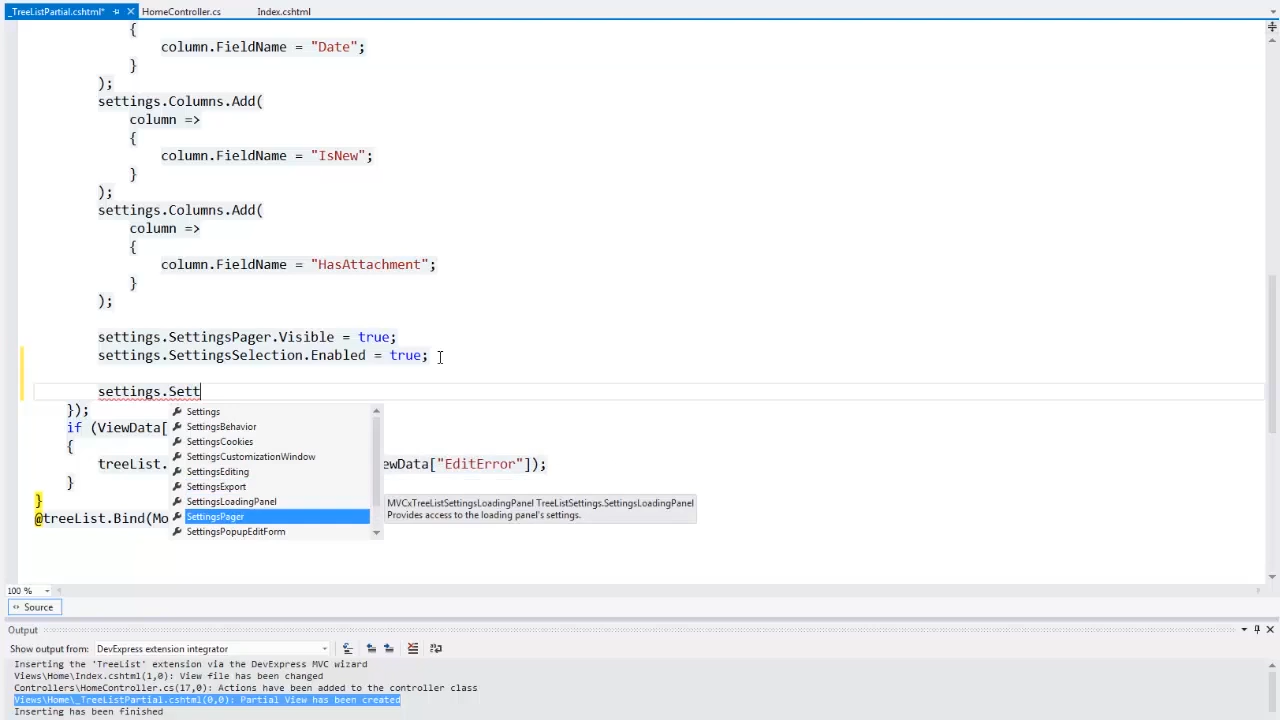 _TreeListPartial.cshtml* HomeController.cs Index.cshtml
{
column.FieldName = "Date";
}
);
settings.Columns.Add(
column =>
{
column.FieldName = "IsNew";
}
);
settings.Columns.Add(
column =>
{
column.FieldName = "HasAttachment";
}
);
settings.SettingsPager.Visible = true;
settings.SettingsSelection.Enabled = true;
settings.Sett
});
Settings
SettingsBehavior
SettingsCookies
SettingsCustomizationWindow
SettingsEditing
SettingsExport
SettingsLoadingPanel
SettingsPager
SettingsPopupEditForm
MVCxTreeListSettingsLoadingPanel TreeListSettings.SettingsLoadingPanel
Provides access to the loading panel's settings.
if (ViewData[
{
treeList. ewData["EditError"]);
}
}
@treeList.Bind(Mo
100 %
Source
Output
Show output from: DevExpress extension integrator
Inserting the 'TreeList' extension via the DevExpress MVC wizard
Views\Home\Index.cshtml(1,0): View file has been changed
Controllers\HomeController.cs(17,0): Actions have been added to the controller class
Views\Home\_TreeListPartial.cshtml(0,0): Partial View has been created
Inserting has been finished